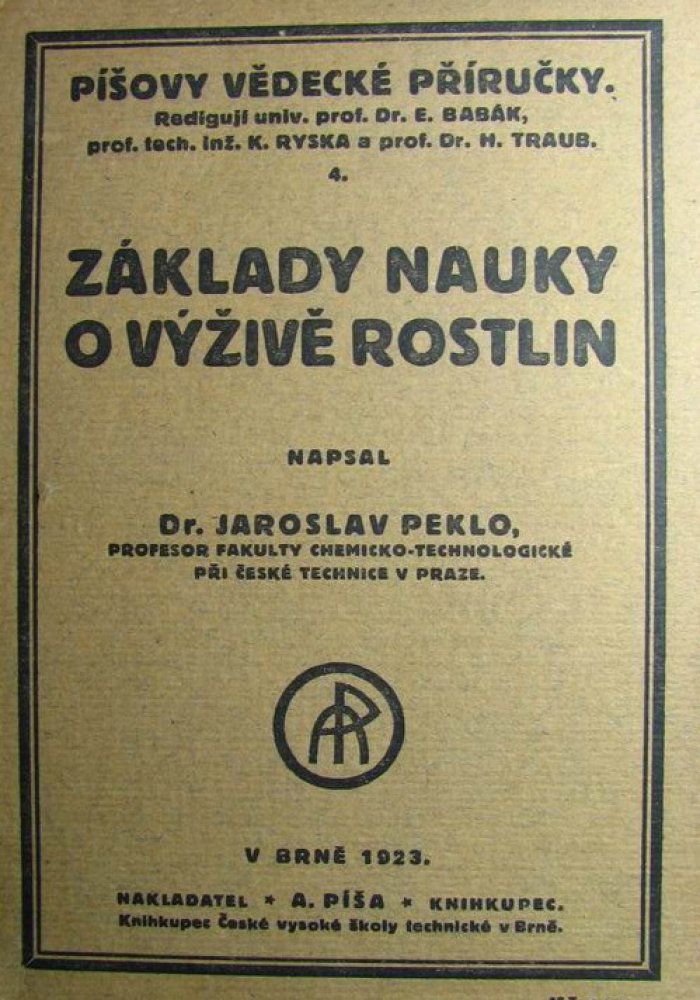 PÍŠOVY VĚDECKÉ PŘÍRUČKY.
Redigují univ. prof. Dr. E. BABÁK,
prof. tech. Inž. K. RYSKA a prof. Dr. H. TRAUB.
4.
ZÁKLADY NAUKY
O VÝŽIVĚ ROSTLIN
NAPSAL
Dr. JAROSLAV PEKLO,
PROFESOR FAKULTY CHEMICKO-TECHNOLOGICKÉ
PŘI ČESKÉ TECHNICE V PRAZE.
V BRNĚ 1923.
NAKLADATEL * A. PÍŠA * KNIHKUPEC.
Knihkupec České vysoké školy technické v Brně.